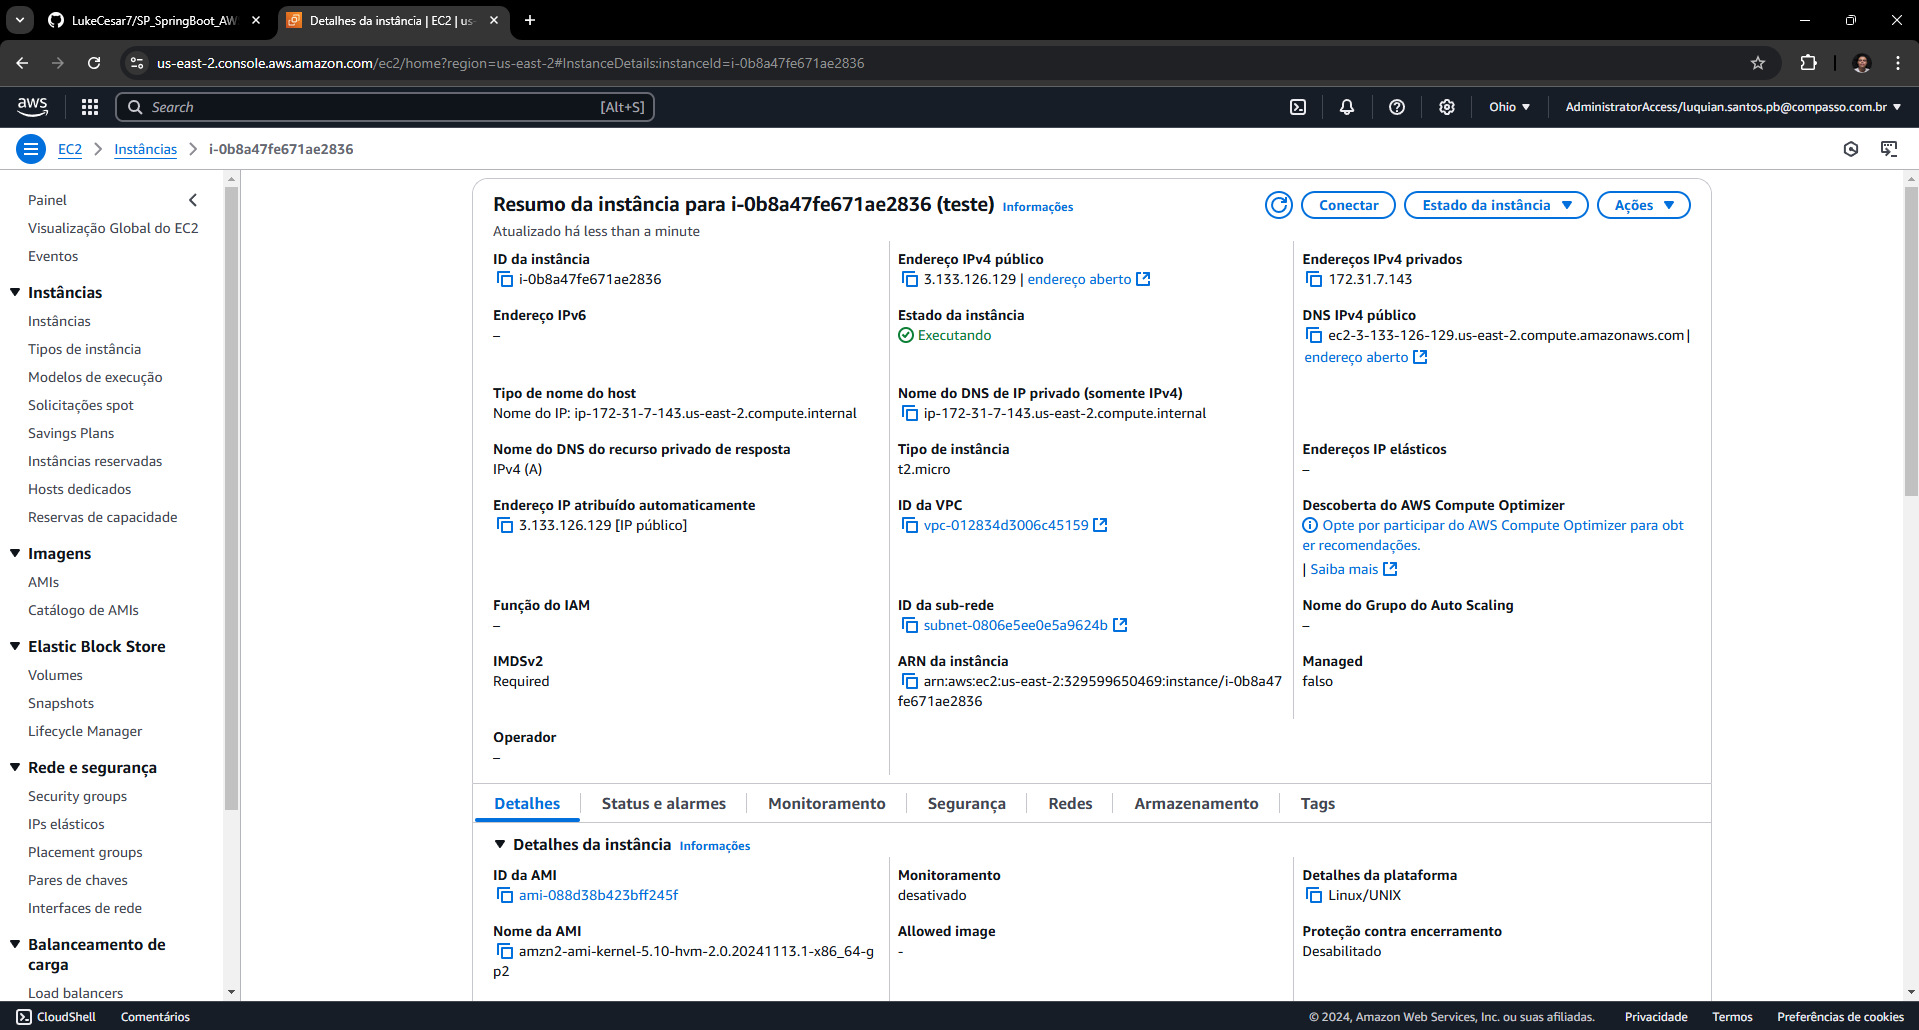 LukeCesar7/SP_SpringBoot_AW
Detalhes da instância | EC2 | us-
us-east-2.console.aws.amazon.com/ec2/home?region=us-east-2#InstanceDetails:instanceId=i-0b8a47fe671ae2836
aws
Search
[Alt+S]
Ohio
AdministratorAccess/luquian.santos.pb@compasso.com.br
EC2
Instâncias
i-0b8a47fe671ae2836
Painel
Visualização Global do EC2
Eventos
Instâncias
Instâncias
Tipos de instância
Modelos de execução
Solicitações spot
Savings Plans
Instâncias reservadas
Hosts dedicados
Reservas de capacidade
Imagens
AMIs
Catálogo de AMIs
Elastic Block Store
Volumes
Snapshots
Lifecycle Manager
Rede e segurança
Security groups
IPs elásticos
Placement groups
Pares de chaves
Interfaces de rede
Balanceamento de
carga
Load balancers
Resumo da instância para i-0b8a47fe671ae2836 (teste) Informações
Conectar
Estado da instância
Ações
Atualizado há less than a minute
ID da instância
i-0b8a47fe671ae2836
Endereço IPv4 público
3.133.126.129 | endereço aberto
Endereços IPv4 privados
172.31.7.143
Endereço IPv6
–
Estado da instância
Executando
DNS IPv4 público
ec2-3-133-126-129.us-east-2.compute.amazonaws.com |
endereço aberto
Tipo de nome do host
Nome do IP: ip-172-31-7-143.us-east-2.compute.internal
Nome do DNS de IP privado (somente IPv4)
ip-172-31-7-143.us-east-2.compute.internal
Nome do DNS do recurso privado de resposta
IPv4 (A)
Tipo de instância
t2.micro
Endereços IP elásticos
–
Endereço IP atribuído automaticamente
3.133.126.129 [IP público]
ID da VPC
vpc-012834d3006c45159
Descoberta do AWS Compute Optimizer
Opte por participar do AWS Compute Optimizer para obt
er recomendações.
| Saiba mais
Função do IAM
–
ID da sub-rede
subnet-0806e5ee0e5a9624b
Nome do Grupo do Auto Scaling
–
IMDSv2
Required
ARN da instância
arn:aws:ec2:us-east-2:329599650469:instance/i-0b8a47
fe671ae2836
Managed
falso
Operador
–
Detalhes
Status e alarmes
Monitoramento
Segurança
Redes
Armazenamento
Tags
Detalhes da instância Informações
ID da AMI
ami-088d38b423bff245f
Monitoramento
desativado
Detalhes da plataforma
Linux/UNIX
Nome da AMI
amzn2-ami-kernel-5.10-hvm-2.0.20241113.1-x86_64-g
p2
Allowed image
-
Proteção contra encerramento
Desabilitado
CloudShell
Comentários
© 2024, Amazon Web Services, Inc. ou suas afiliadas.
Privacidade
Termos
Preferências de cookies